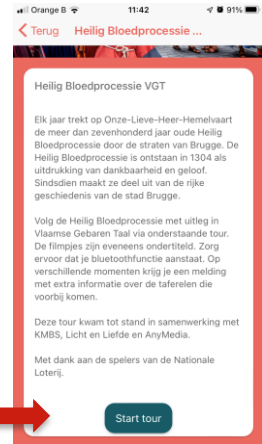 Orange B 11:42 91%
Terug Heilig Bloedprocessie ...
Heilig Bloedprocessie VGT
Elk jaar trekt op Onze-Lieve-Heer-Hemelvaart
de meer dan zevenhonderd jaar oude Heilig
Bloedprocessie door de straten van Brugge. De
Heilig Bloedprocessie is ontstaan in 1304 als
uitdrukking van dankbaarheid en geloof.
Sindsdien maakt ze deel uit van de rijke
geschiedenis van de stad Brugge.
Volg de Heilig Bloedprocessie met uitleg in
Vlaamse Gebaren Taal via onderstaande tour.
De filmpjes zijn eveneens ondertiteld. Zorg
ervoor dat je bluetoothfunctie aanstaat. Op
verschillende momenten krijg je een melding
met extra informatie over de taferelen die
voorbij komen.
Deze tour kwam tot stand in samenwerking met
KMBS, Licht en Liefde en AnyMedia.
Met dank aan de spelers van de Nationale
Loterij.
Start tour